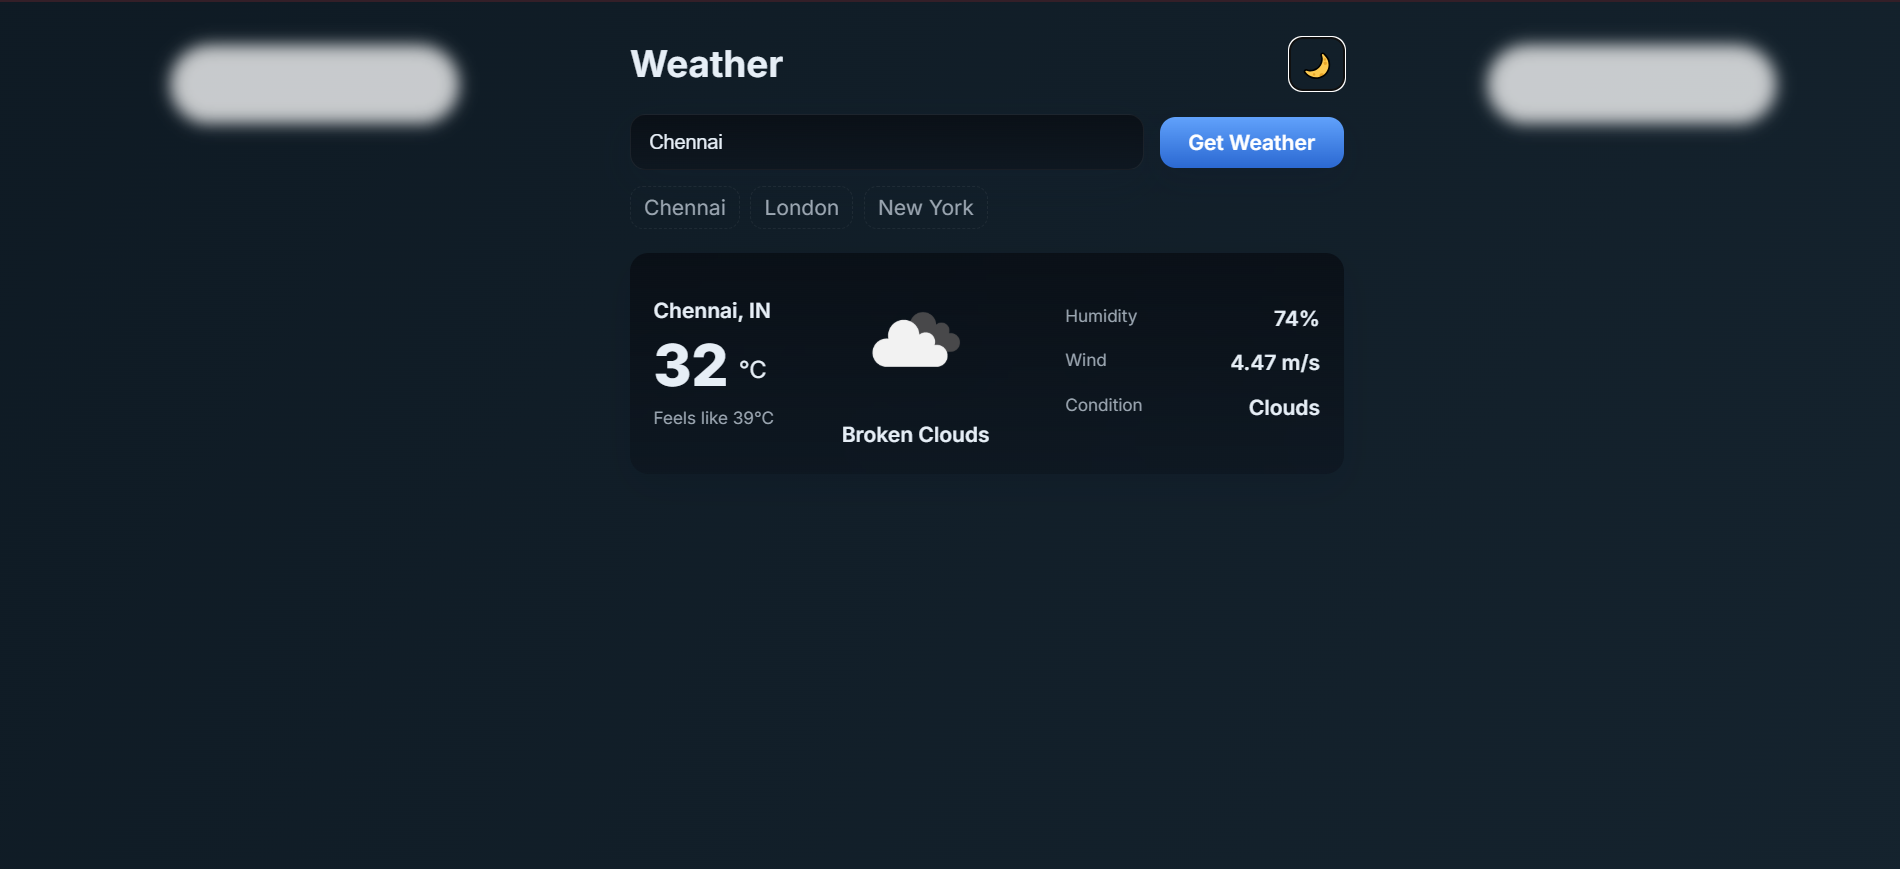 Weather
Chennai
Get Weather
Chennai London New York
Chennai, IN
32 °C
Feels like 39°C
Broken Clouds
Humidity 74%
Wind 4.47 m/s
Condition Clouds